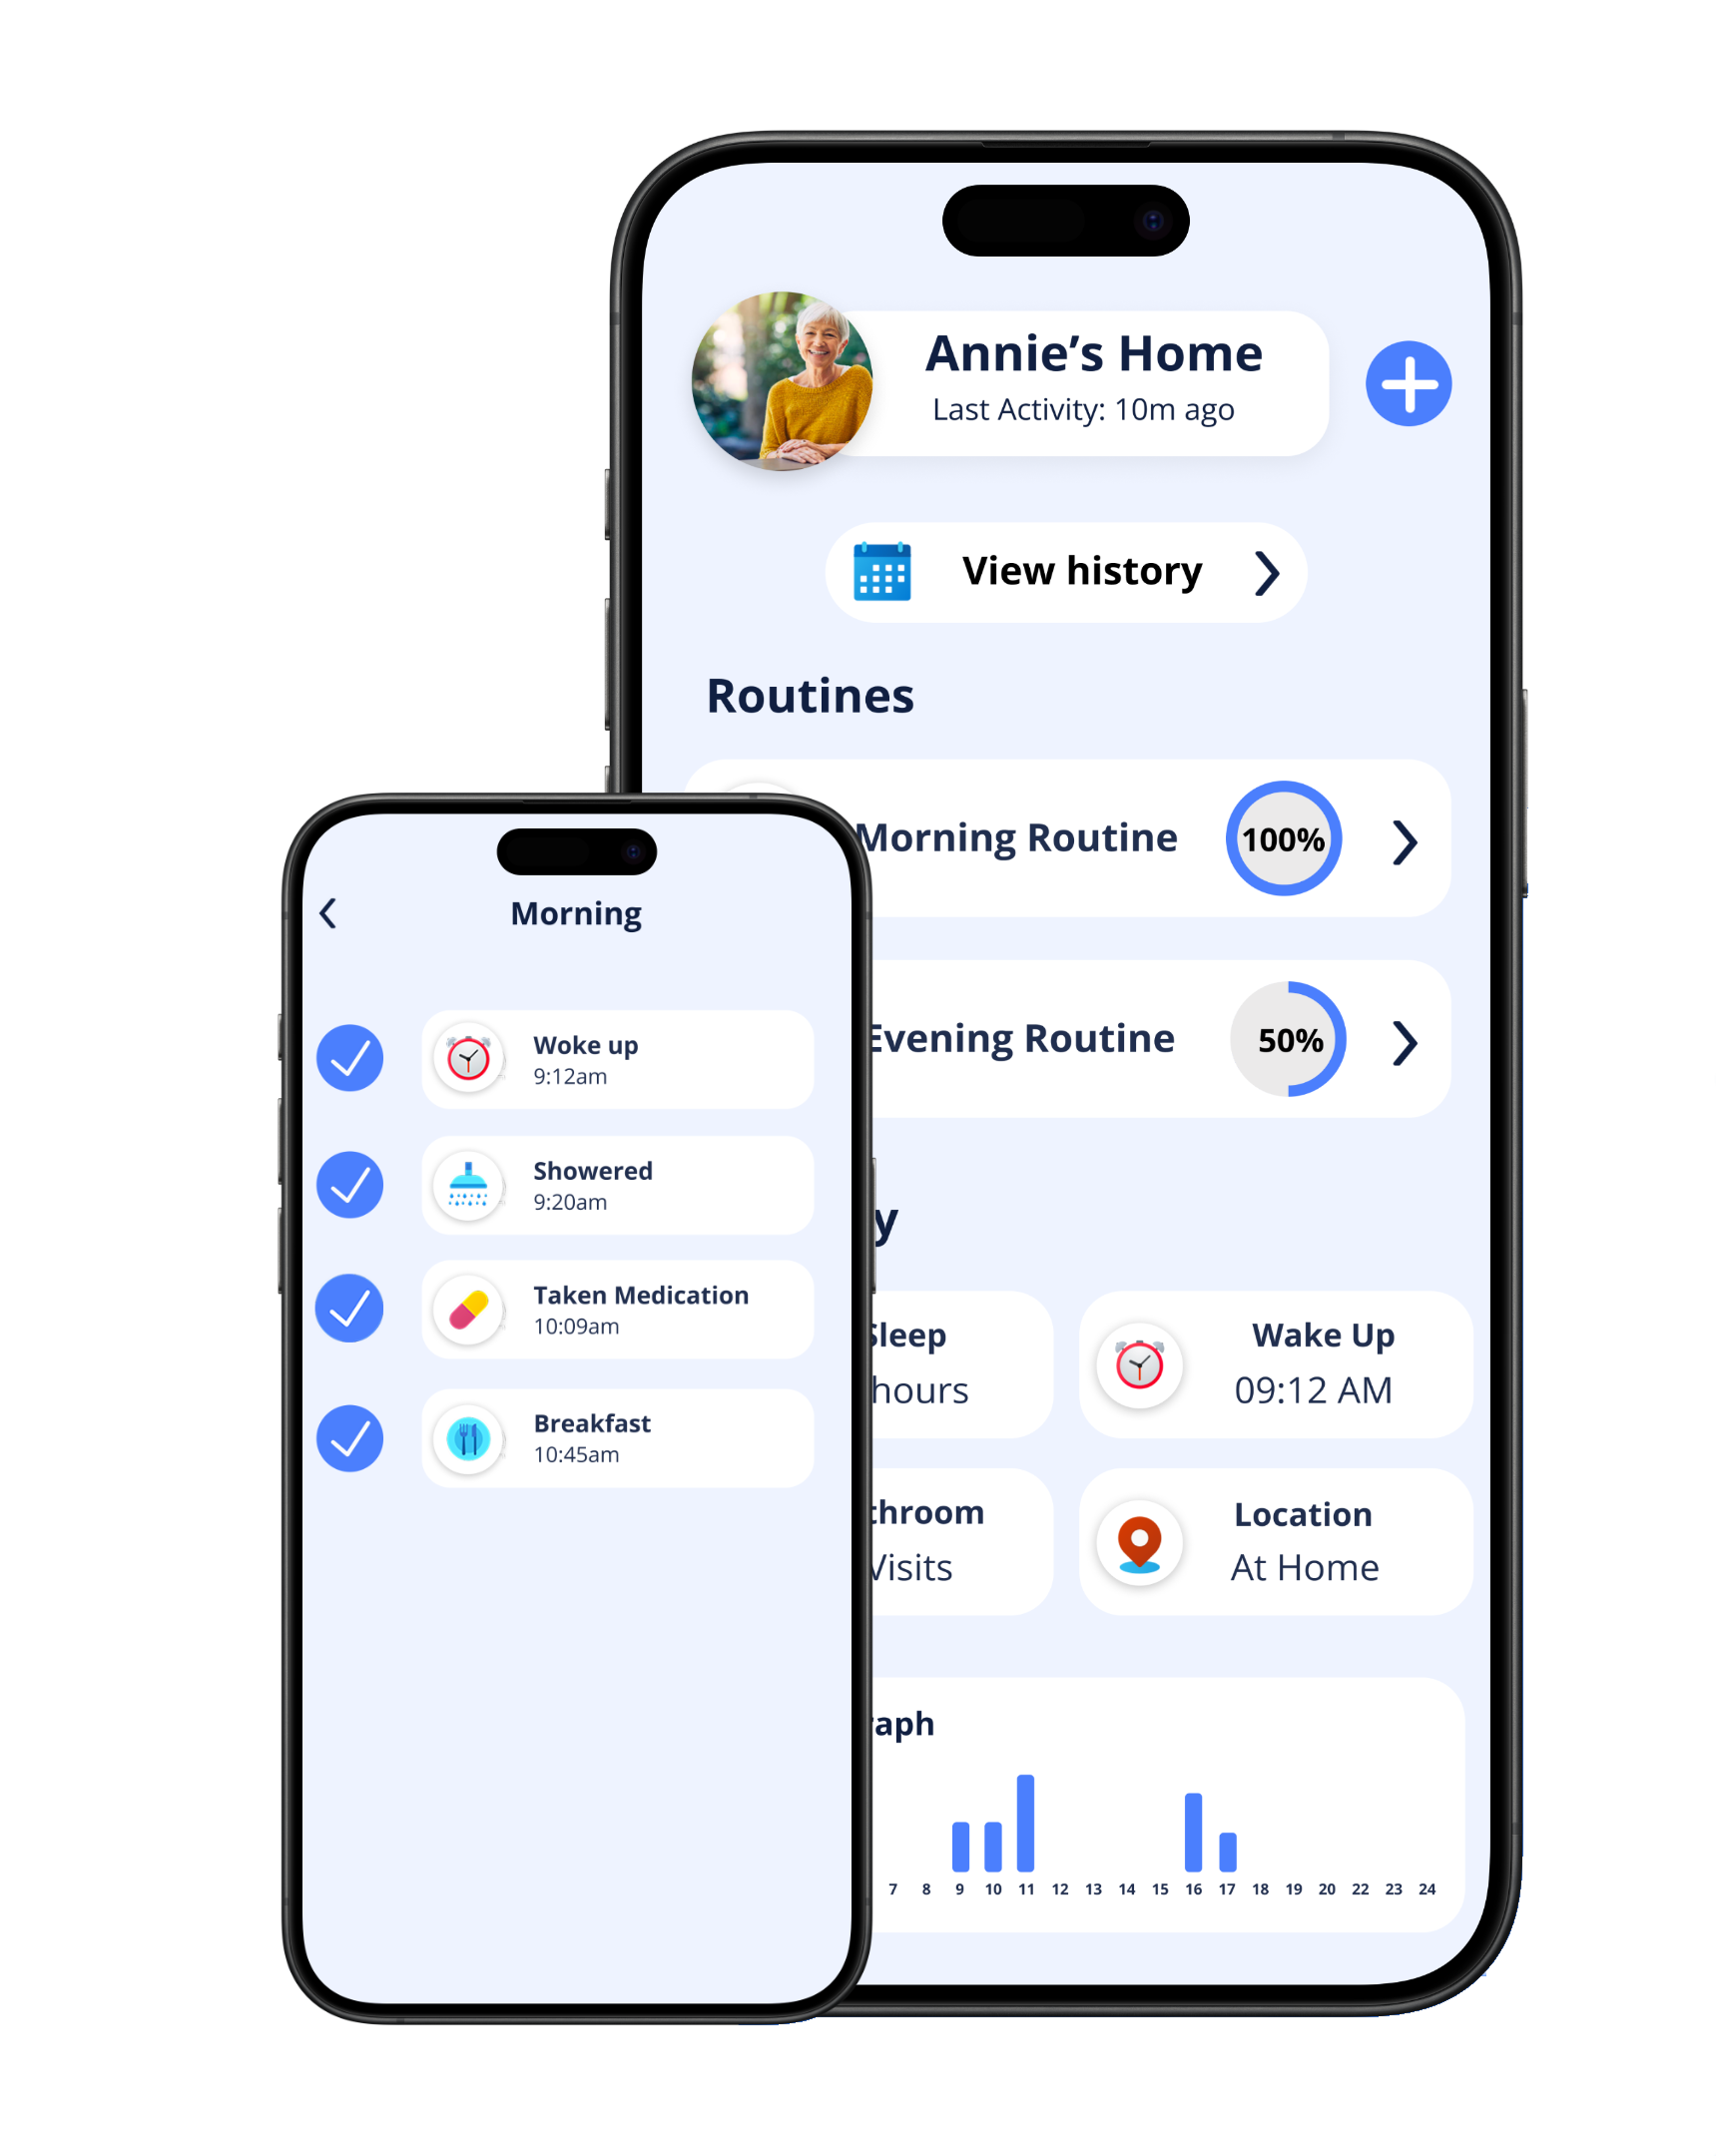 Annie’s Home
Last Activity: 10m ago
View history
Routines
Morning Routine
100%
Evening Routine
50%
Sleep
hours
Wake Up
09:12 AM
throom
Visits
Location
At Home
raph
7 8 9 10 11 12 13 14 15 16 17 18 19 20 22 23 24
Morning
Woke up
9:12am
Showered
9:20am
Taken Medication
10:09am
Breakfast
10:45am